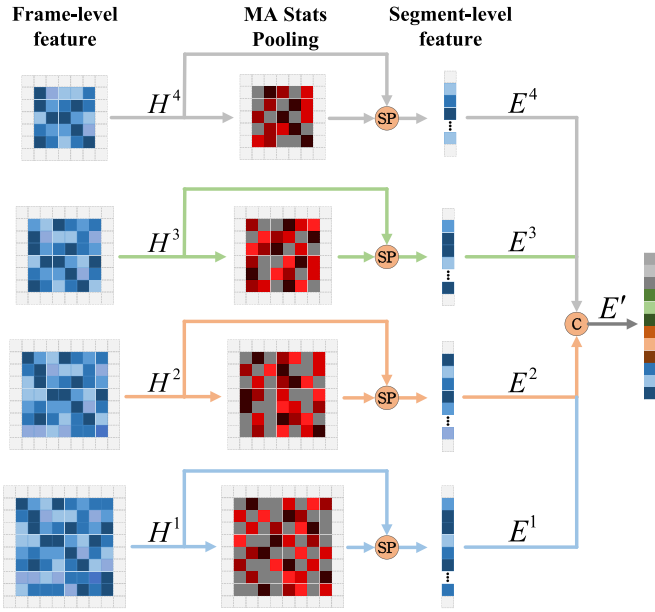 Frame-level
feature
MA Stats
Pooling
Segment-level
feature
H⁴
SP
E⁴
H³
SP
E³
C
E′
H²
SP
E²
H¹
SP
E¹